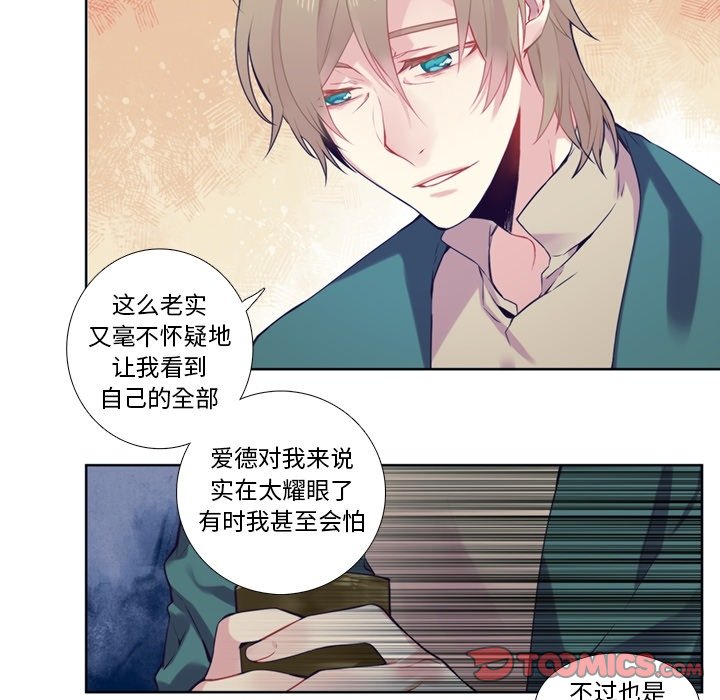 这么老实
又毫不怀疑地
让我看到
自己的全部
爱德对我来说
实在太耀眼了
有时我甚至会怕
TOOMICS.COM
不过也是